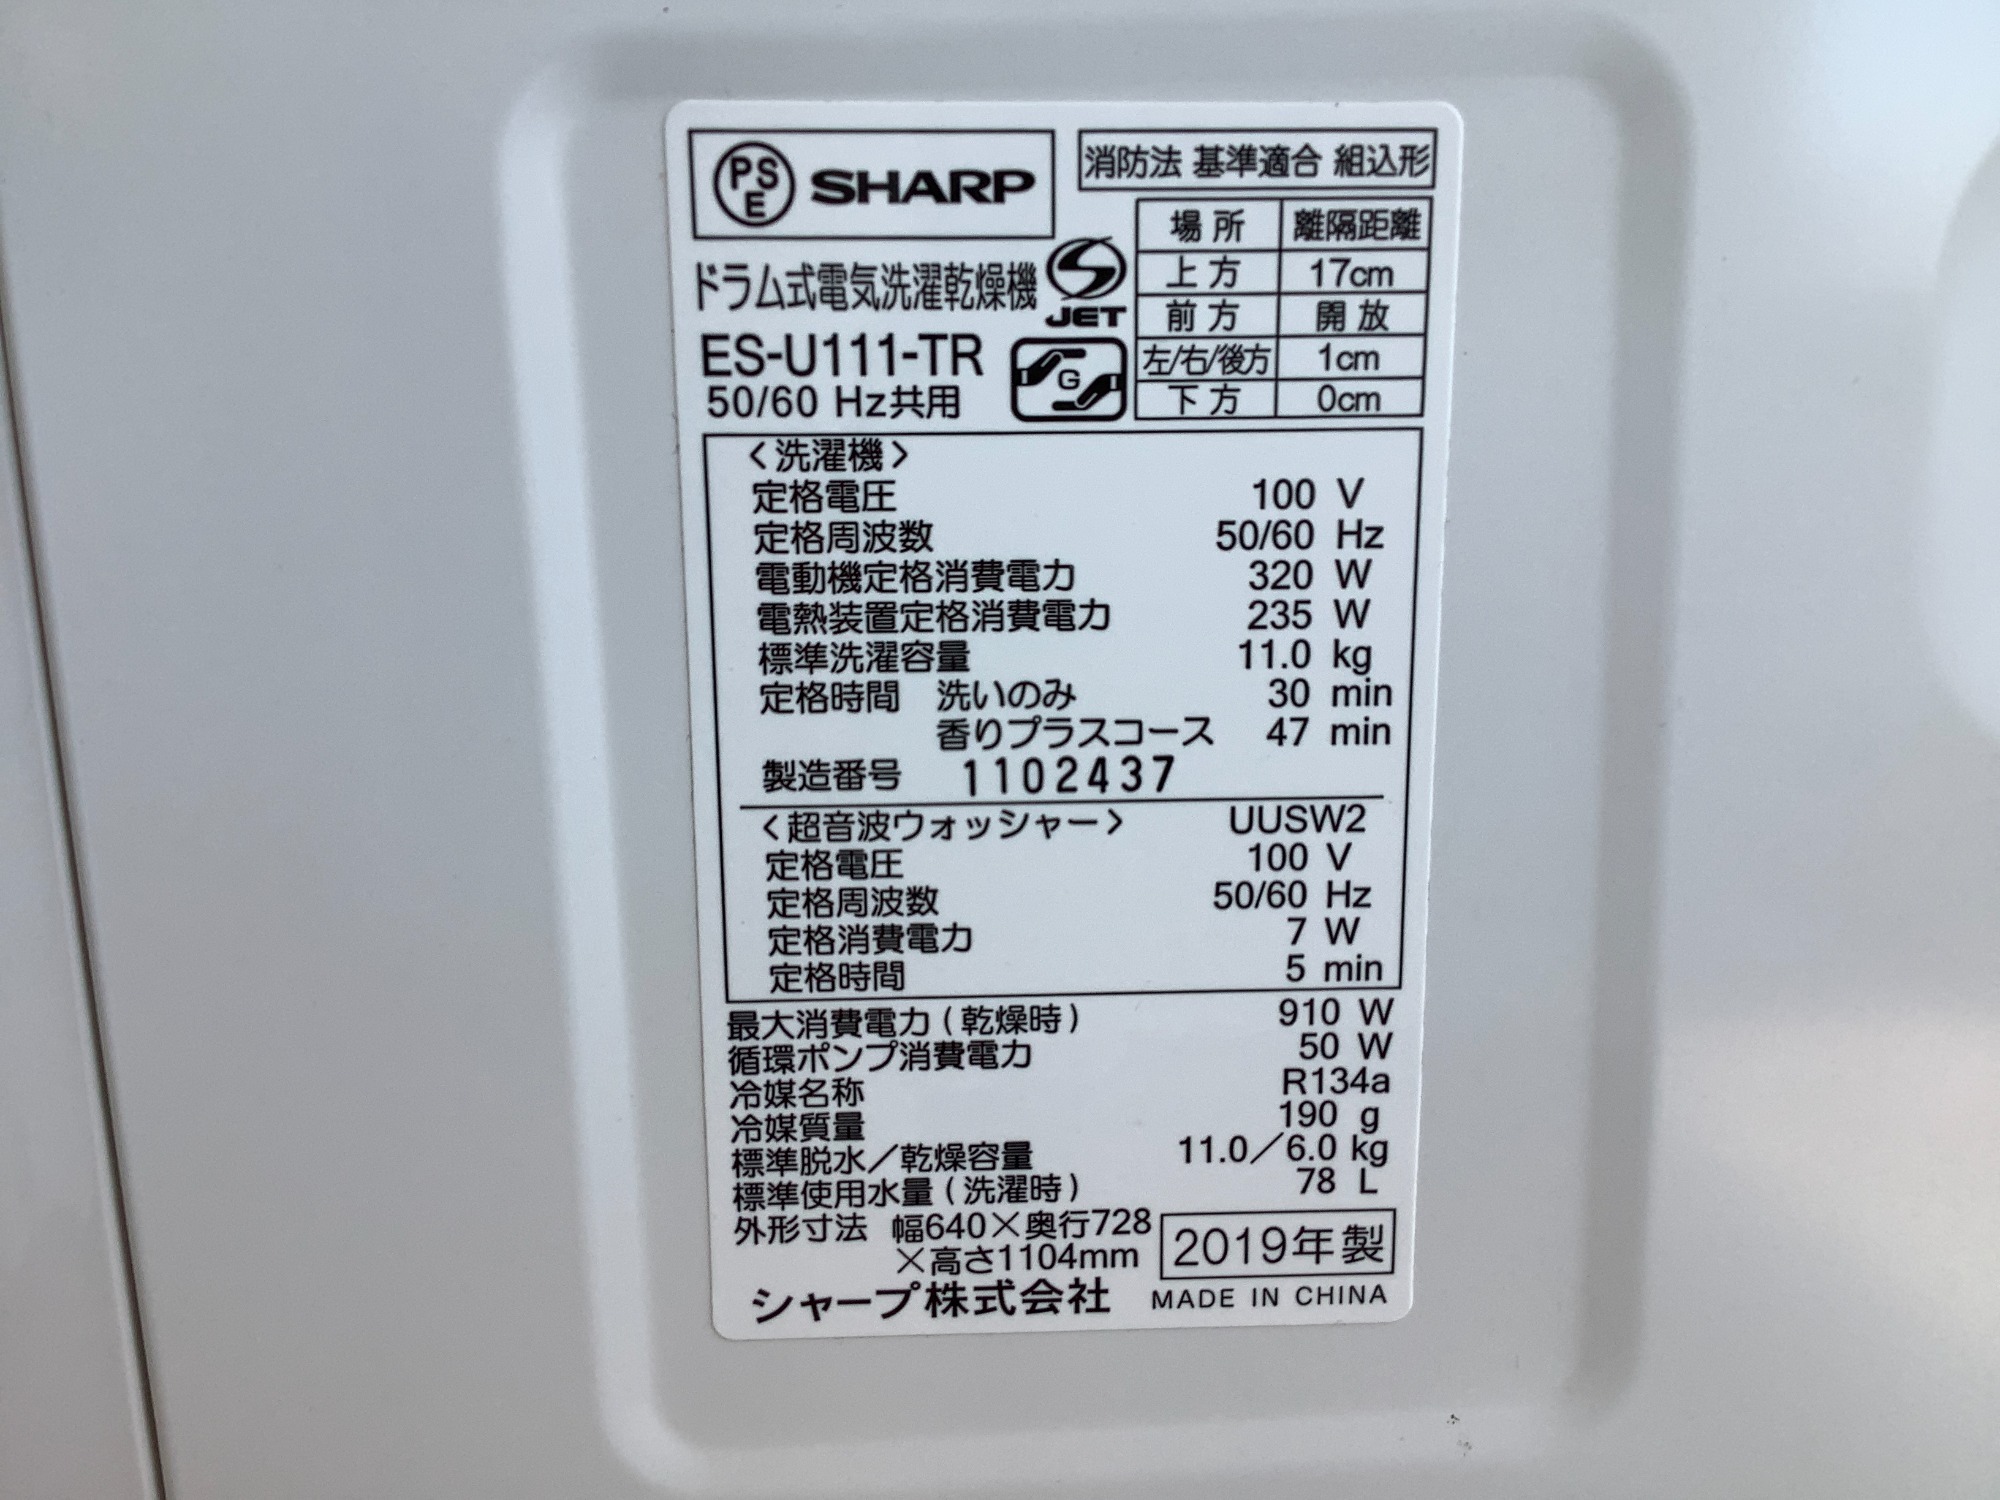 PSE SHARP
消防法 基準適合 組込形
場所 離隔距離
上方 17cm
前方 開放
左/右/後方 1cm
下方 0cm
ドラム式電気洗濯乾燥機
JET
ES-U111-TR
G
50/60 Hz共用
〈洗濯機〉
定格電圧 100 V
定格周波数 50/60 Hz
電動機定格消費電力 320 W
電熱装置定格消費電力 235 W
標準洗濯容量 11.0 kg
定格時間 洗いのみ 30 min
香りプラスコース 47 min
製造番号 1102437
〈超音波ウォッシャー〉 UUSW2
定格電圧 100 V
定格周波数 50/60 Hz
定格消費電力 7 W
定格時間 5 min
最大消費電力(乾燥時) 910 W
循環ポンプ消費電力 50 W
冷媒名称 R134a
冷媒質量 190 g
標準脱水／乾燥容量 11.0／6.0 kg
標準使用水量(洗濯時) 78 L
外形寸法 幅640×奥行728
×高さ1104mm
2019年製
シャープ株式会社 MADE IN CHINA